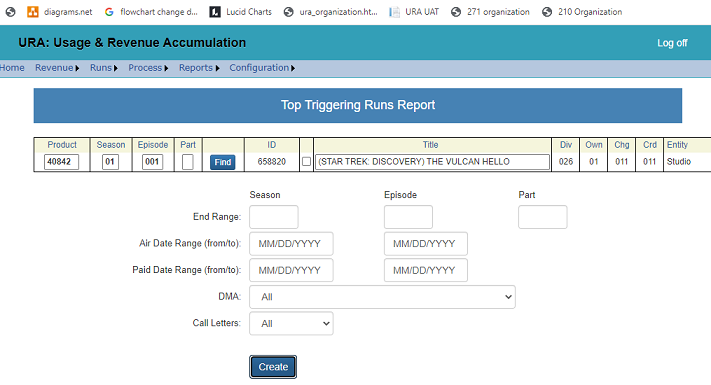 diagrams.net flowchart change d... Lucid Charts ura_organization.ht... URA UAT 271 organization 210 Organization
URA: Usage & Revenue Accumulation Log off
Home Revenue Runs Process Reports Configuration
Top Triggering Runs Report
Product Season Episode Part ID Title Div Own Chg Crd Entity
40842 01 001 Find 658820 (STAR TREK: DISCOVERY) THE VULCAN HELLO 026 01 011 011 Studio
Season Episode Part
End Range:
Air Date Range (from/to): MM/DD/YYYY MM/DD/YYYY
Paid Date Range (from/to): MM/DD/YYYY MM/DD/YYYY
DMA: All
Call Letters: All
Create